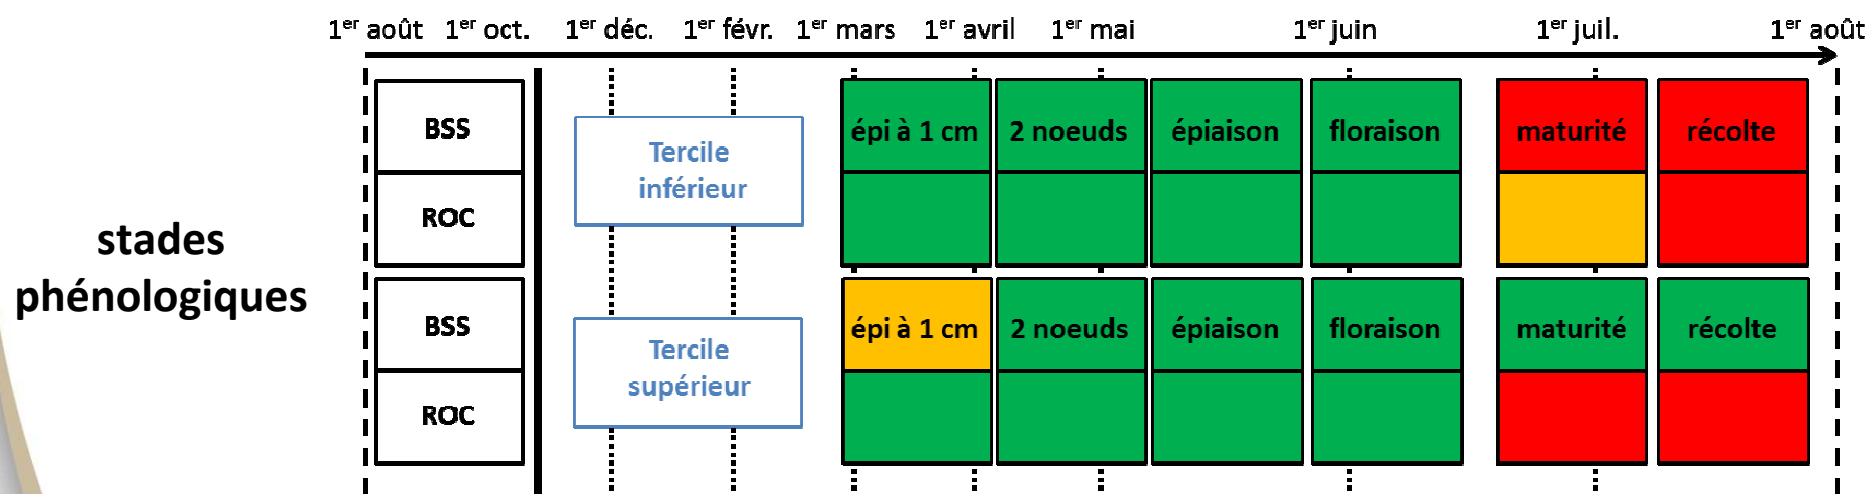 1er août 1er oct. 1er déc. 1er févr. 1er mars 1er avril 1er mai 1er juin 1er juil. 1er août
stades
phénologiques
BSS
Tercile
inférieur
épi à 1 cm 2 noeuds épiaison floraison maturité récolte
ROC
BSS
Tercile
supérieur
épi à 1 cm 2 noeuds épiaison floraison maturité récolte
ROC